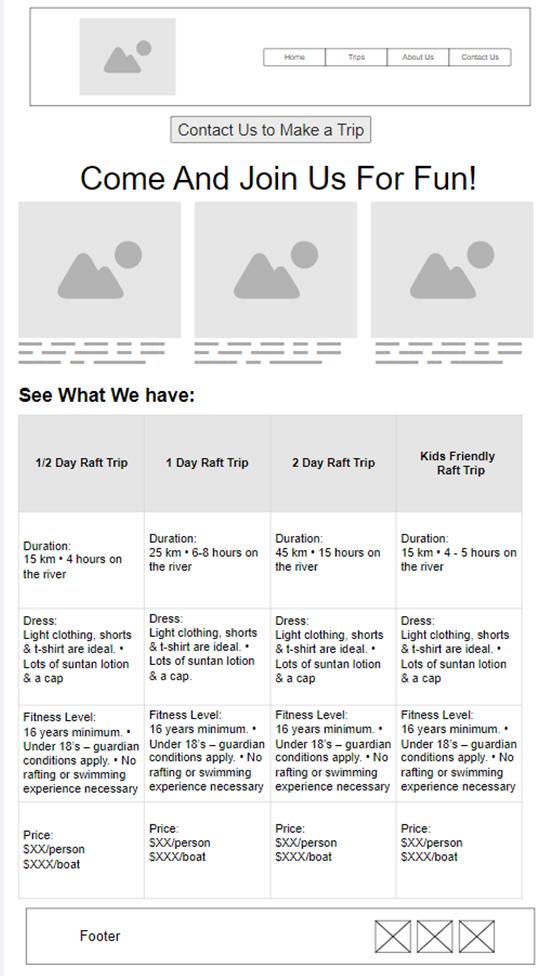 Home Trips About Us Contact Us
Contact Us to Make a Trip
Come And Join Us For Fun!
See What We have:
1/2 Day Raft Trip
1 Day Raft Trip
2 Day Raft Trip
Kids Friendly
Raft Trip
Duration:
15 km • 4 hours on
the river
Duration:
25 km • 6-8 hours on
the river
Duration:
45 km • 15 hours on
the river
Duration:
15 km • 4 - 5 hours on
the river
Dress:
Light clothing, shorts
& t-shirt are ideal. •
Lots of suntan lotion
& a cap
Dress:
Light clothing, shorts
& t-shirt are ideal. •
Lots of suntan lotion
& a cap.
Dress:
Light clothing, shorts
& t-shirt are ideal. •
Lots of suntan lotion
& a cap
Dress:
Light clothing, shorts
& t-shirt are ideal. •
Lots of suntan lotion
& a cap
Fitness Level:
16 years minimum. •
Under 18's – guardian
conditions apply. • No
rafting or swimming
experience necessary
Fitness Level:
16 years minimum. •
Under 18's – guardian
conditions apply. • No
rafting or swimming
experience necessary
Fitness Level:
16 years minimum. •
Under 18's – guardian
conditions apply. • No
rafting or swimming
experience necessary
Fitness Level:
16 years minimum. •
Under 18's – guardian
conditions apply. • No
rafting or swimming
experience necessary
Price:
$XX/person
$XXX/boat
Price:
$XX/person
$XXX/boat
Price:
$XX/person
$XXX/boat
Price:
$XX/person
$XXX/boat
Footer